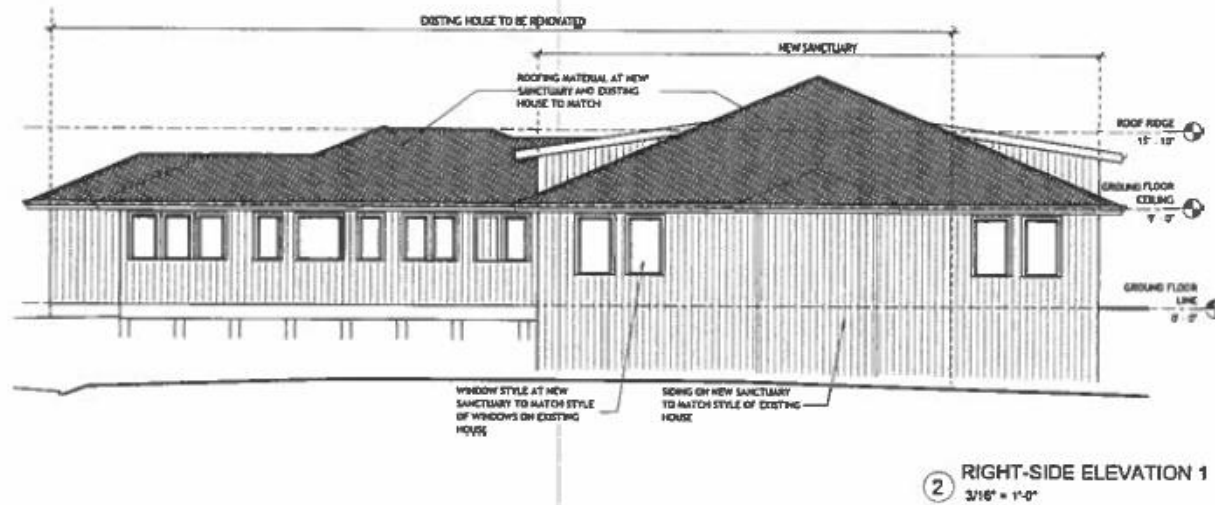 EXISTING HOUSE TO BE RENOVATED
NEW SANCTUARY
ROOFING MATERIAL AT NEW
SANCTUARY AND EXISTING
HOUSE TO MATCH
ROOF RIDGE
15' - 10"
GROUND FLOOR
CEILING
9' - 0"
GROUND FLOOR
LINE
0' - 0"
WINDOW STYLE AT NEW
SANCTUARY TO MATCH STYLE
OF WINDOWS ON EXISTING
HOUSE
SIDING ON NEW SANCTUARY
TO MATCH STYLE OF EXISTING
HOUSE
2
RIGHT-SIDE ELEVATION 1
3/16" = 1'-0"